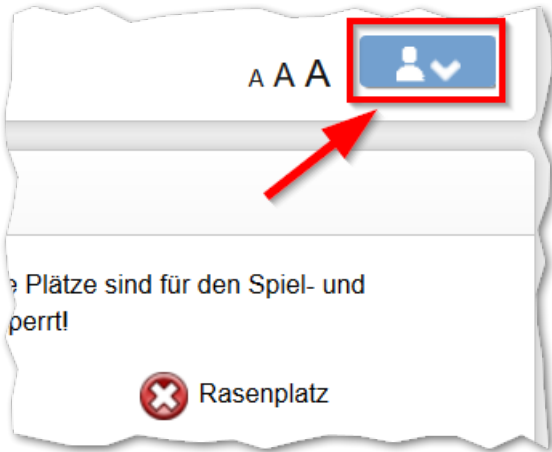 A A A
Plätze sind für den Spiel- und
perrt!
Rasenplatz